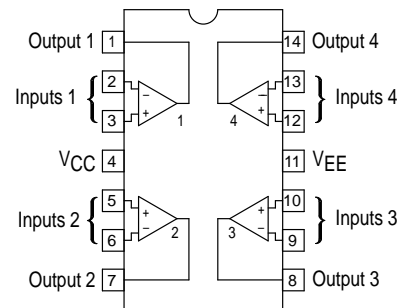 Output 1 1 14 Output 4
2 − − 13
Inputs 1 { } Inputs 4
3 + 1 4 + 12
VCC 4 11 VEE
5 + + 10
Inputs 2 { } Inputs 3
6 − 2 3 − 9
Output 2 7 8 Output 3